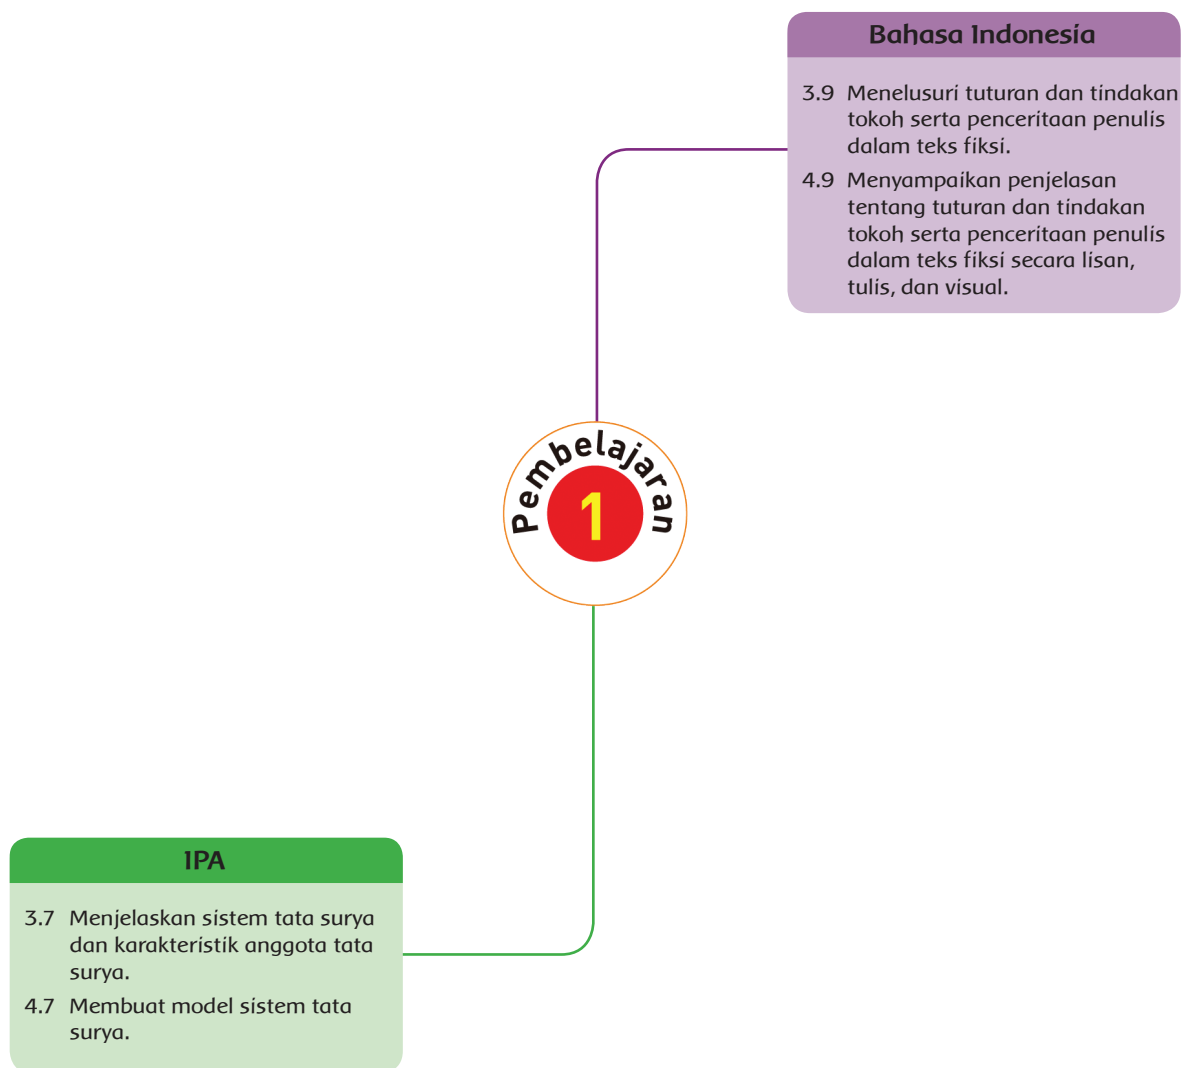 Bahasa Indonesia
3.9 Menelusuri tuturan dan tindakan
tokoh serta penceritaan penulis
dalam teks fiksi.
4.9 Menyampaikan penjelasan
tentang tuturan dan tindakan
tokoh serta penceritaan penulis
dalam teks fiksi secara lisan,
tulis, dan visual.
Pembelajaran
1
IPA
3.7 Menjelaskan sistem tata surya
dan karakteristik anggota tata
surya.
4.7 Membuat model sistem tata
surya.